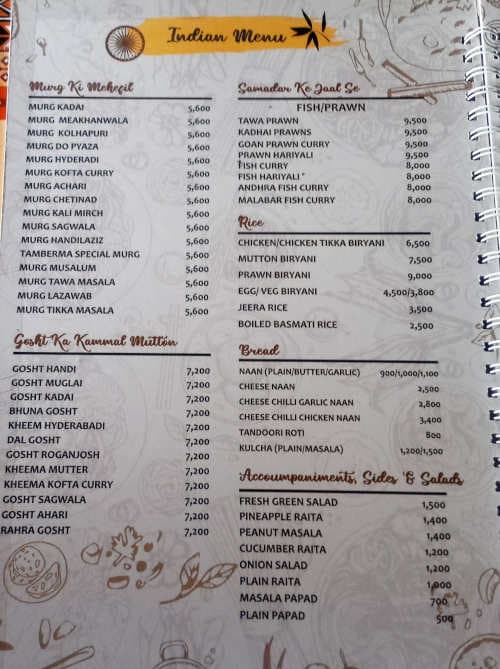 Indian Menu
Murg Ki Mehefil
MURG KADAI 5,600
MURG MEAKHANWALA 5,600
MURG KOLHAPURI 5,600
MURG DO PYAZA 5,600
MURG HYDERADI 5,600
MURG KOFTA CURRY 5,600
MURG ACHARI 5,600
MURG CHETINAD 5,600
MURG KALI MIRCH 5,600
MURG SAGWALA 5,600
MURG HANDILAZIZ 5,600
TAMBERMA SPECIAL MURG 5,600
MURG MUSALUM 5,600
MURG TAWA MASALA 5,600
MURG LAZAWAB 5,600
MURG TIKKA MASALA 5,600
Gosht Ka Kammal Mutton
GOSHT HANDI 7,200
GOSHT MUGLAI 7,200
GOSHT KADAI 7,200
BHUNA GOSHT 7,200
KHEEM HYDERABADI 7,200
DAL GOSHT 7,200
GOSHT ROGANJOSH 7,200
KHEEMA MUTTER 7,200
KHEEMA KOFTA CURRY 7,200
GOSHT SAGWALA 7,200
GOSHT AHARI 7,200
RAHRA GOSHT 7,200
Samadar Ke Jaal Se
FISH/PRAWN
TAWA PRAWN 9,500
KADHAI PRAWNS 9,500
GOAN PRAWN CURRY 9,500
PRAWN HARIYALI 9,500
FISH CURRY 8,000
FISH HARIYALI 8,000
ANDHRA FISH CURRY 8,000
MALABAR FISH CURRY 8,000
Rice
CHICKEN/CHICKEN TIKKA BIRYANI 6,500
MUTTON BIRYANI 7,500
PRAWN BIRYANI 9,000
EGG/ VEG BIRYANI 4,500/3,800
JEERA RICE 3,500
BOILED BASMATI RICE 2,500
Bread
NAAN (PLAIN/BUTTER/GARLIC) 900/1,000/1,100
CHEESE NAAN 2,500
CHEESE CHILLI GARLIC NAAN 2,800
CHEESE CHILLI CHICKEN NAAN 3,400
TANDOORI ROTI 800
KULCHA (PLAIN/MASALA) 1,200/1,500
Accoumpaniments, Sides & Salads
FRESH GREEN SALAD 1,500
PINEAPPLE RAITA 1,400
PEANUT MASALA 1,400
CUCUMBER RAITA 1,200
ONION SALAD 1,200
PLAIN RAITA 1,000
MASALA PAPAD 700
PLAIN PAPAD 500